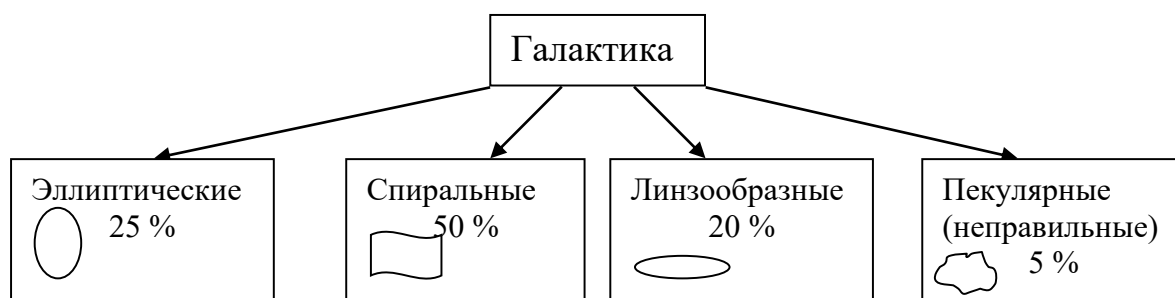 Галактика
Эллиптические
25 %
Спиральные
50 %
Линзообразные
20 %
Пекулярные
(неправильные)
5 %